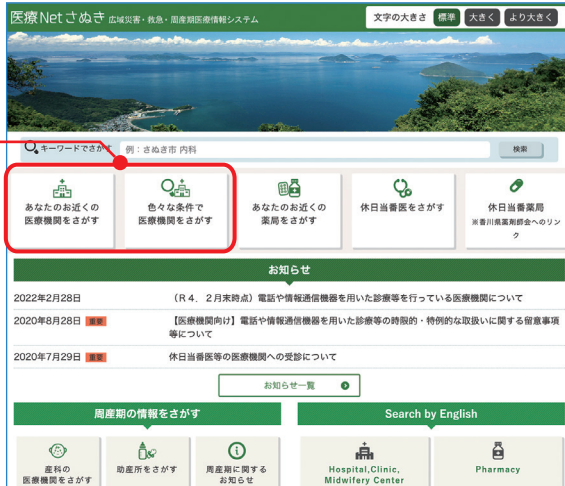 医療Netさぬき 広域災害・救急・周産期医療情報システム
文字の大きさ 標準 大きく より大きく
キーワードでさがす 例：さぬき市 内科 検索
あなたのお近くの
医療機関をさがす
色々な条件で
医療機関をさがす
あなたのお近くの
薬局をさがす
休日当番医をさがす
休日当番薬局
※香川県薬剤師会へのリン
ク
お知らせ
2022年2月28日 （R４．２月末時点）電話や情報通信機器を用いた診療等を行っている医療機関について
2020年8月28日 重要 【医療機関向け】電話や情報通信機器を用いた診療等の時限的・特例的な取扱いに関する留意事項
等について
2020年7月29日 重要 休日当番医等の医療機関への受診について
お知らせ一覧
周産期の情報をさがす
産科の
医療機関をさがす
助産所をさがす
周産期に関する
お知らせ
Search by English
Hospital,Clinic,
Midwifery Center
Pharmacy